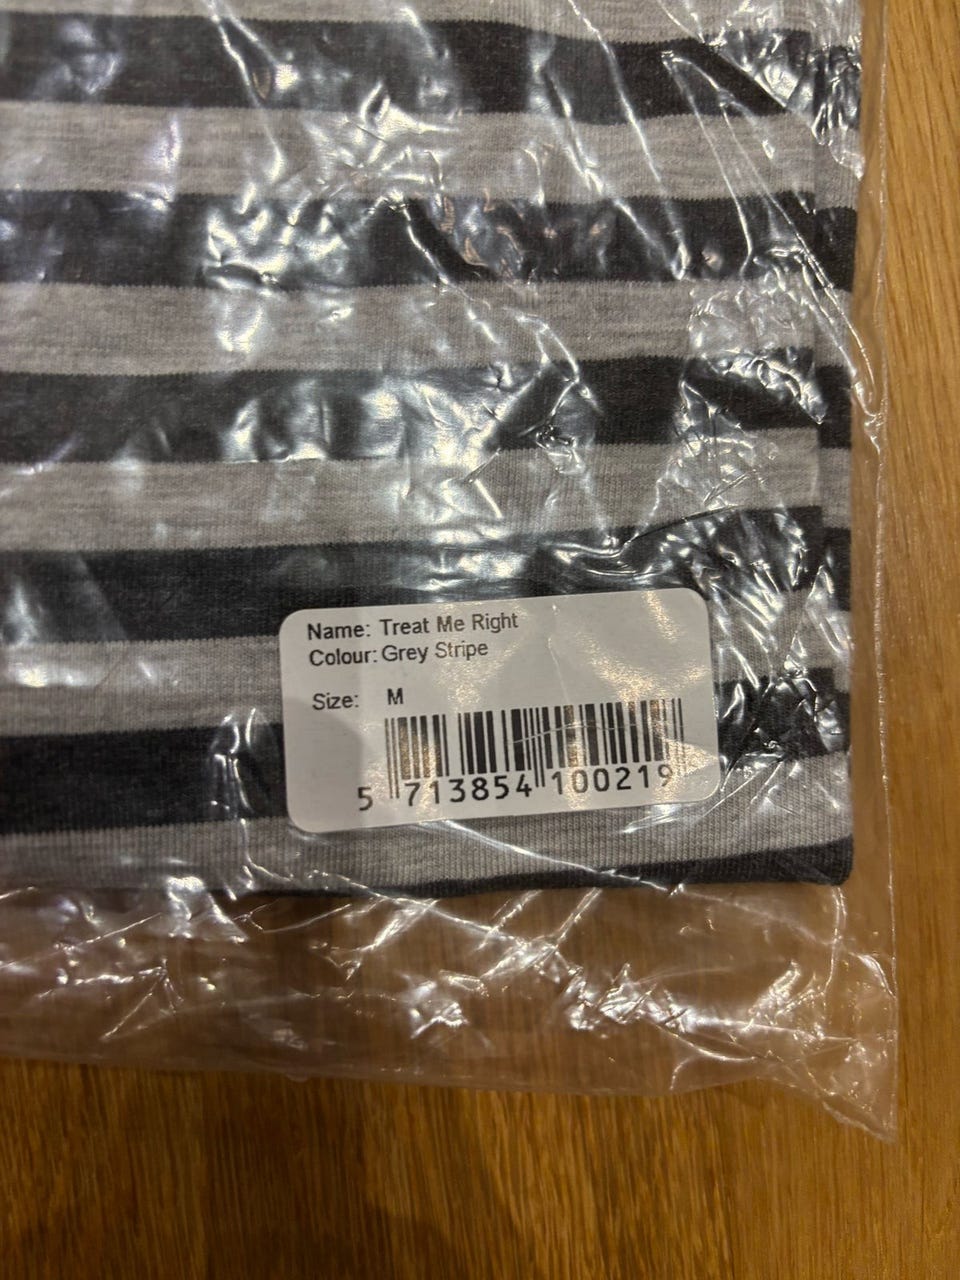 Name: Treat Me Right
Colour: Grey Stripe
Size: M
5 713854 100219